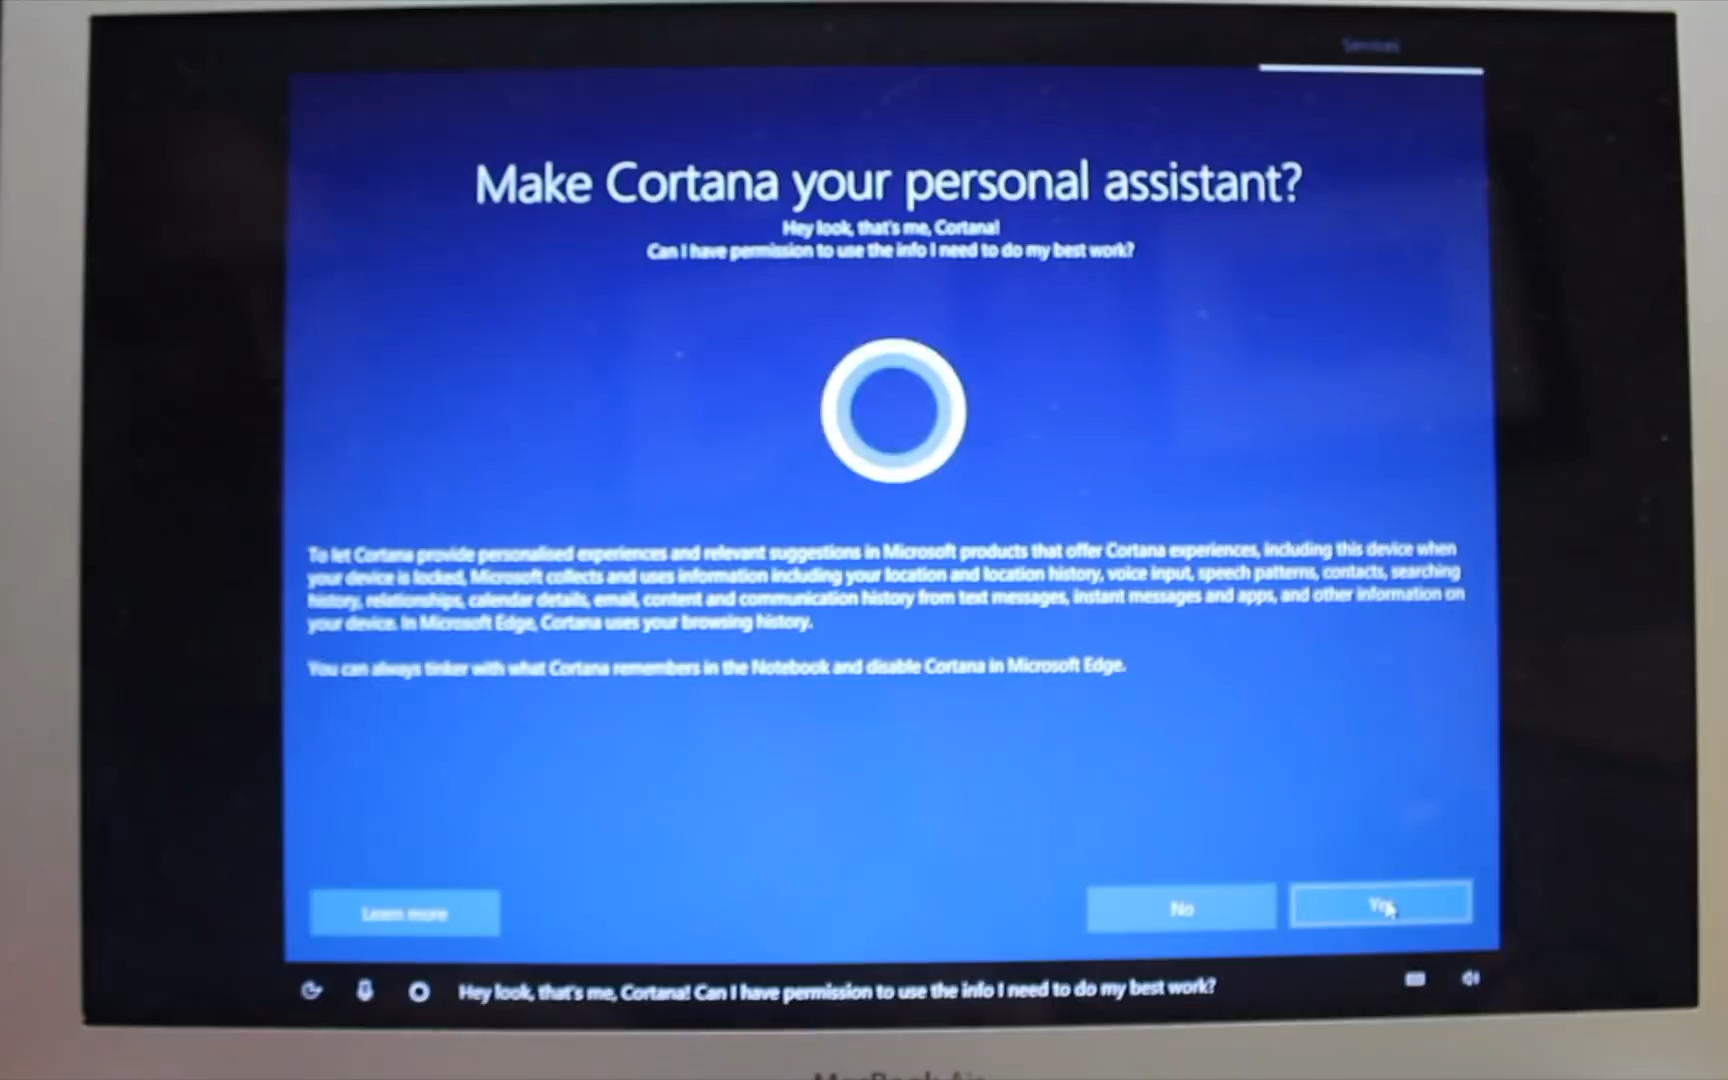 Services
Make Cortana your personal assistant?
Hey look, that's me, Cortana!
Can I have permission to use the info I need to do my best work?
To let Cortana provide personalised experiences and relevant suggestions in Microsoft products that offer Cortana experiences, including this device when
your device is locked, Microsoft collects and uses information including your location and location history, voice input, speech patterns, contacts, searching
history, relationships, calendar details, email, content and communication history from text messages, instant messages and apps, and other information on
your device. In Microsoft Edge, Cortana uses your browsing history.
You can always tinker with what Cortana remembers in the Notebook and disable Cortana in Microsoft Edge.
Learn more
No
Yes
Hey look, that's me, Cortana! Can I have permission to use the info I need to do my best work?
MacBook Air